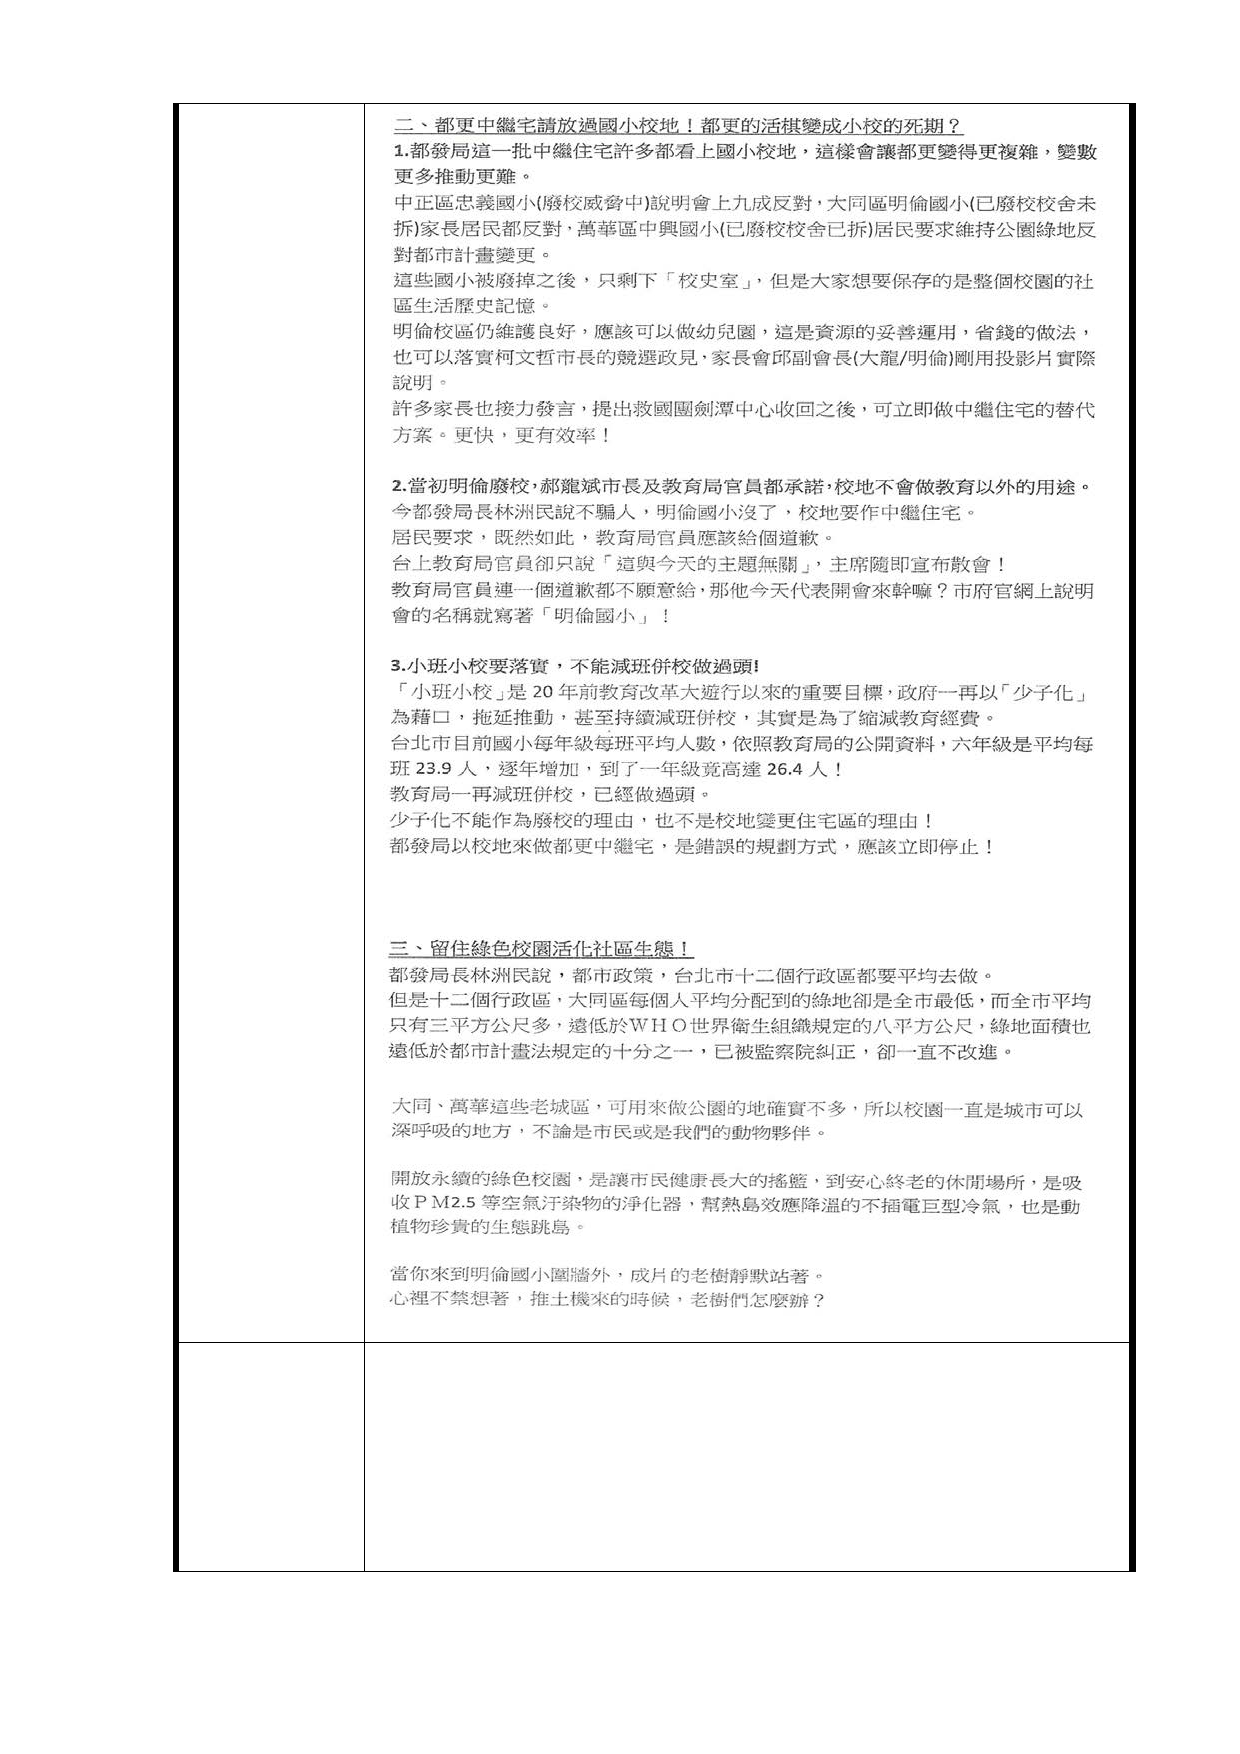 二、都更中繼宅請放過國小校地！都更的活棋變成小校的死期？
1.都發局這一批中繼住宅許多都看上國小校地，這樣會讓都更變得更複雜，變數
更多推動更難。
中正區忠義國小(廢校威脅中)說明會上九成反對，大同區明倫國小(已廢校校舍未
拆)家長居民都反對，萬華區中興國小(已廢校校舍已拆)居民要求維持公園綠地反
對都市計畫變更。
這些國小被廢掉之後，只剩下「校史室」，但是大家想要保存的是整個校園的社
區生活歷史記憶。
明倫校區仍維護良好，應該可以做幼兒園，這是資源的妥善運用，省錢的做法，
也可以落實柯文哲市長的競選政見，家長會邱副會長(大龍/明倫)剛用投影片實際
說明。
許多家長也接力發言，提出救國團劍潭中心收回之後，可立即做中繼住宅的替代
方案。更快，更有效率！
2.當初明倫廢校，郝龍斌市長及教育局官員都承諾，校地不會做教育以外的用途。
今都發局長林洲民說不騙人，明倫國小沒了，校地要作中繼住宅。
居民要求，既然如此，教育局官員應該給個道歉。
台上教育局官員卻只說「這與今天的主題無關」，主席隨即宣布散會！
教育局官員連一個道歉都不願意給，那他今天代表開會來幹嘛？市府官網上說明
會的名稱就寫著「明倫國小」！
3.小班小校要落實，不能減班併校做過頭!
「小班小校」是 20 年前教育改革大遊行以來的重要目標，政府一再以「少子化」
為藉口，拖延推動，甚至持續減班併校，其實是為了縮減教育經費。
台北市目前國小每年級每班平均人數，依照教育局的公開資料，六年級是平均每
班 23.9 人，逐年增加，到了一年級竟高達 26.4 人！
教育局一再減班併校，已經做過頭。
少子化不能作為廢校的理由，也不是校地變更住宅區的理由！
都發局以校地來做都更中繼宅，是錯誤的規劃方式，應該立即停止！
三、留住綠色校園活化社區生態！
都發局長林洲民說，都市政策，台北市十二個行政區都要平均去做。
但是十二個行政區，大同區每個人平均分配到的綠地卻是全市最低，而全市平均
只有三平方公尺多，遠低於ＷＨＯ世界衛生組織規定的八平方公尺，綠地面積也
遠低於都市計畫法規定的十分之一，已被監察院糾正，卻一直不改進。
大同、萬華這些老城區，可用來做公園的地確實不多，所以校園一直是城市可以
深呼吸的地方，不論是市民或是我們的動物夥伴。
開放永續的綠色校園，是讓市民健康長大的搖籃，到安心終老的休閒場所，是吸
收ＰＭ2.5 等空氣汙染物的淨化器，幫熱島效應降溫的不插電巨型冷氣，也是動
植物珍貴的生態跳島。
當你來到明倫國小圍牆外，成片的老樹靜默站著。
心裡不禁想著，推土機來的時候，老樹們怎麼辦？